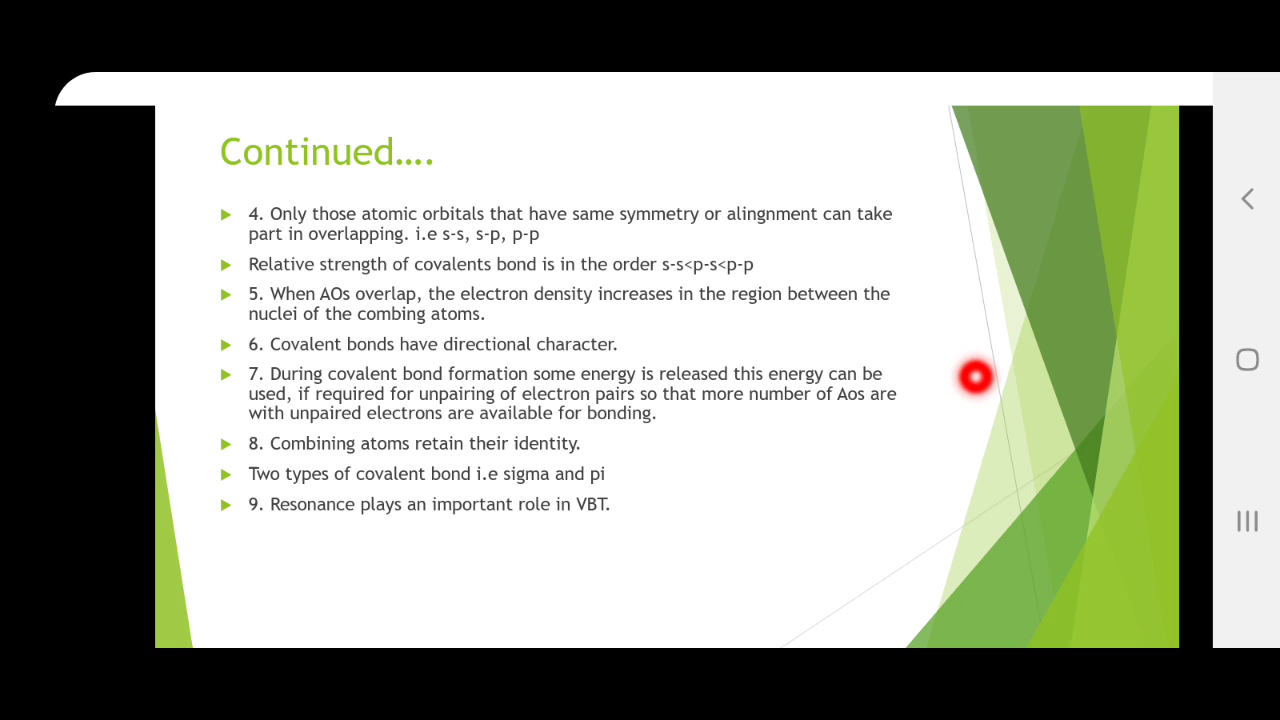 Continued....
4. Only those atomic orbitals that have same symmetry or alingnment can take
part in overlapping. i.e s-s, s-p, p-p
Relative strength of covalents bond is in the order s-s<p-s<p-p
5. When AOs overlap, the electron density increases in the region between the
nuclei of the combing atoms.
6. Covalent bonds have directional character.
7. During covalent bond formation some energy is released this energy can be
used, if required for unpairing of electron pairs so that more number of Aos are
with unpaired electrons are available for bonding.
8. Combining atoms retain their identity.
Two types of covalent bond i.e sigma and pi
9. Resonance plays an important role in VBT.